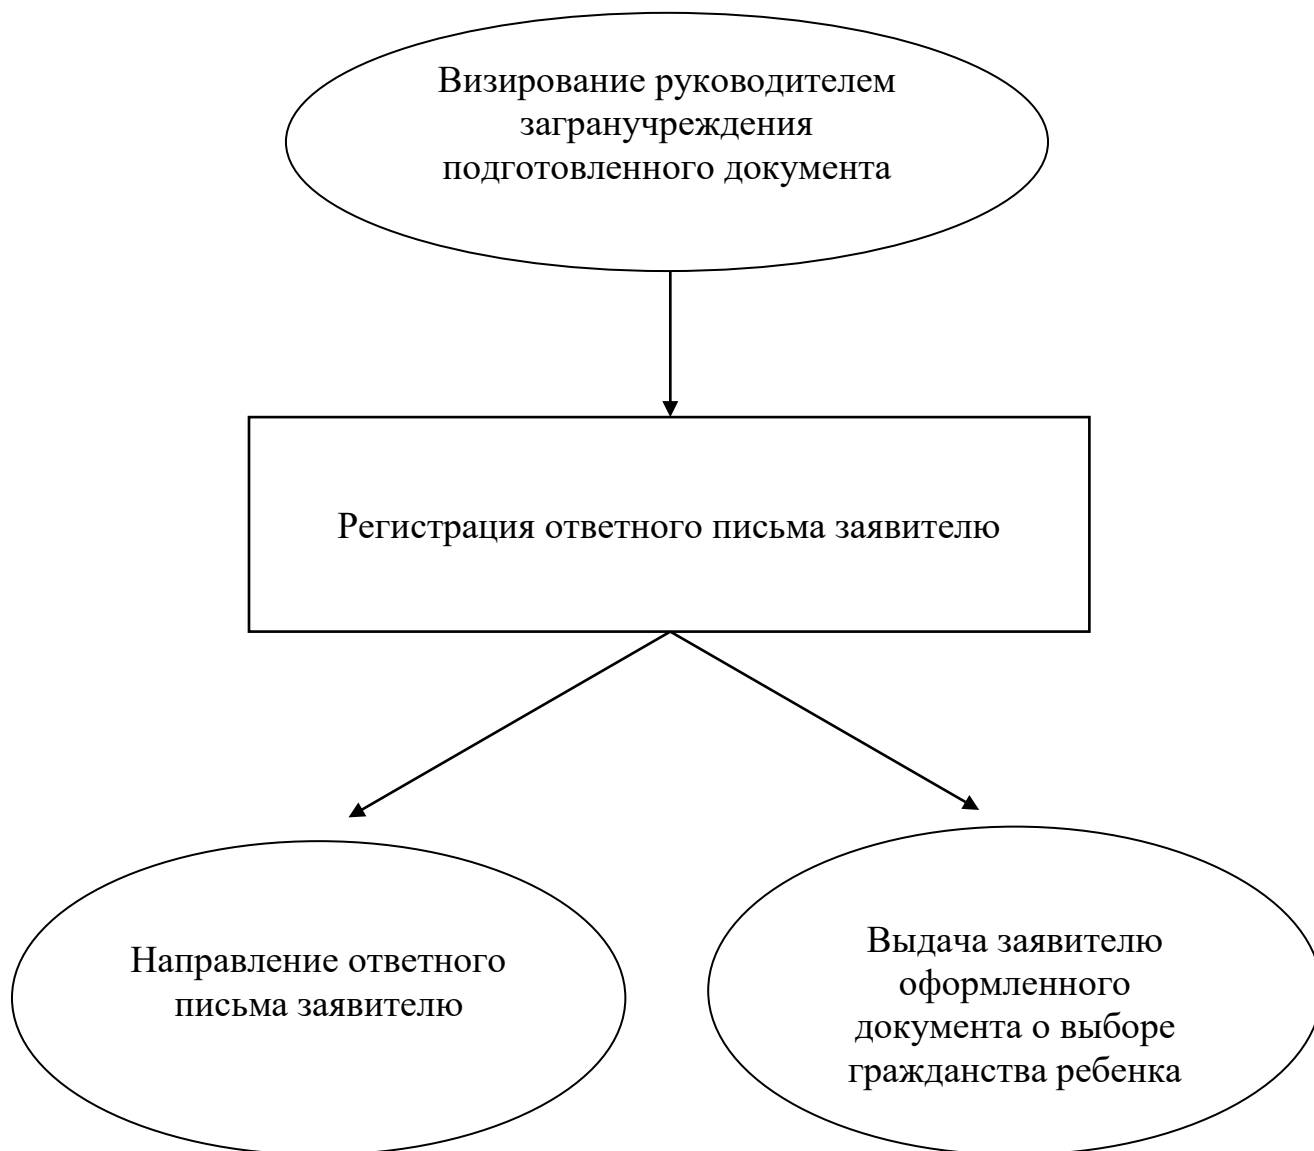 Визирование руководителем
загранучреждения
подготовленного документа
Регистрация ответного письма заявителю
Направление ответного
письма заявителю
Выдача заявителю
оформленного
документа о выборе
гражданства ребенка